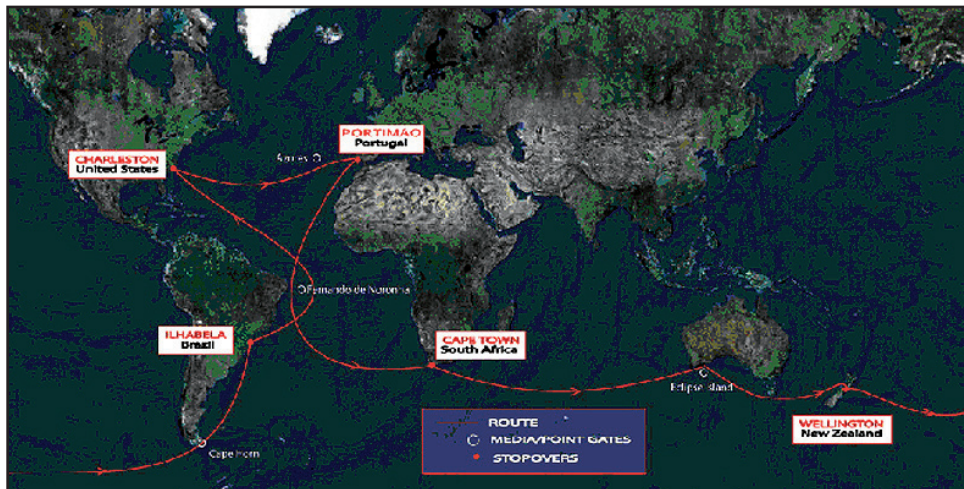 PORTIMÃO
Portugal
CHARLESTON
United States
Azores
Fernando de Noronha
ILHABELA
Brazil
CAPE TOWN
South Africa
Eclipse Island
WELLINGTON
New Zealand
Cape Horn
ROUTE
MEDIA/POINT GATES
STOPOVERS